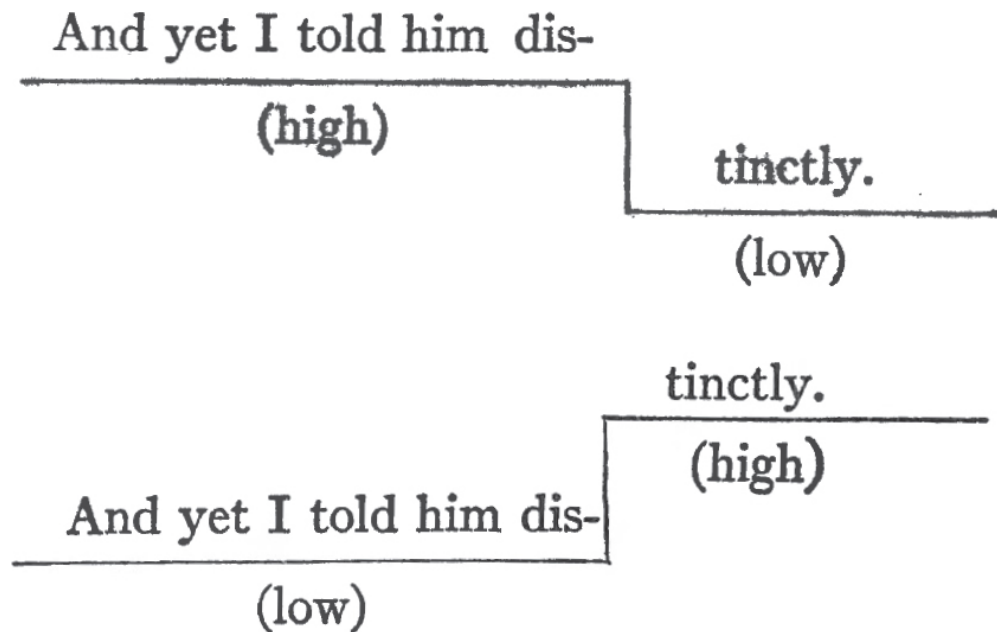 And yet I told him dis-
(high)
tinctly.
(low)
tinctly.
(high)
And yet I told him dis-
(low)